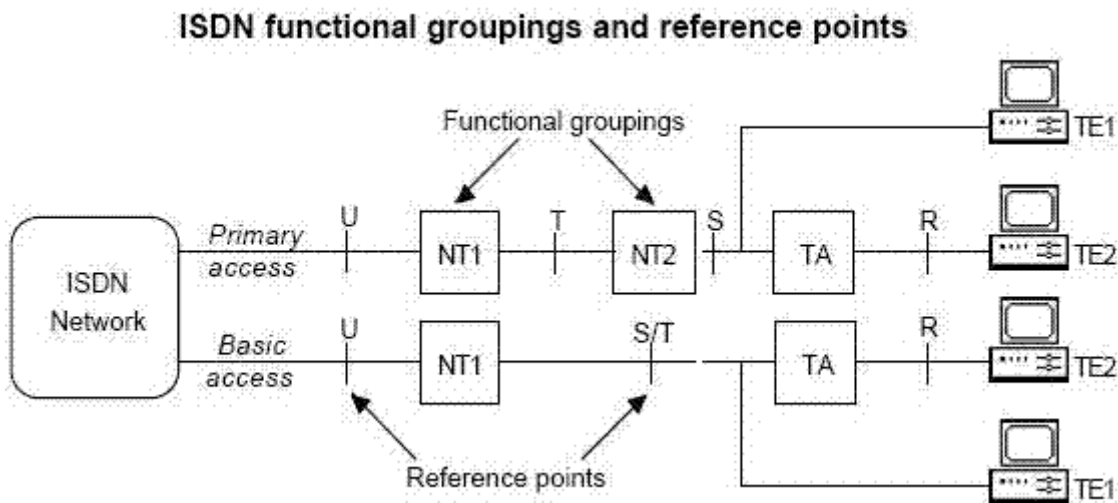 ISDN functional groupings and reference points
Functional groupings
TE1
ISDN
Network
Primary
access
U
NT1
T
NT2
S
TA
R
TE2
Basic
access
U
NT1
S/T
TA
R
TE2
Reference points
TE1